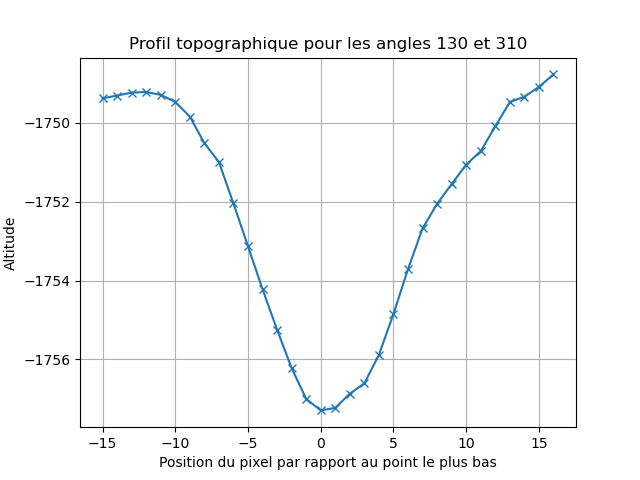 Profil topographique pour les angles 130 et 310
Altitude
−1750
−1752
−1754
−1756
−15 −10 −5 0 5 10 15
Position du pixel par rapport au point le plus bas